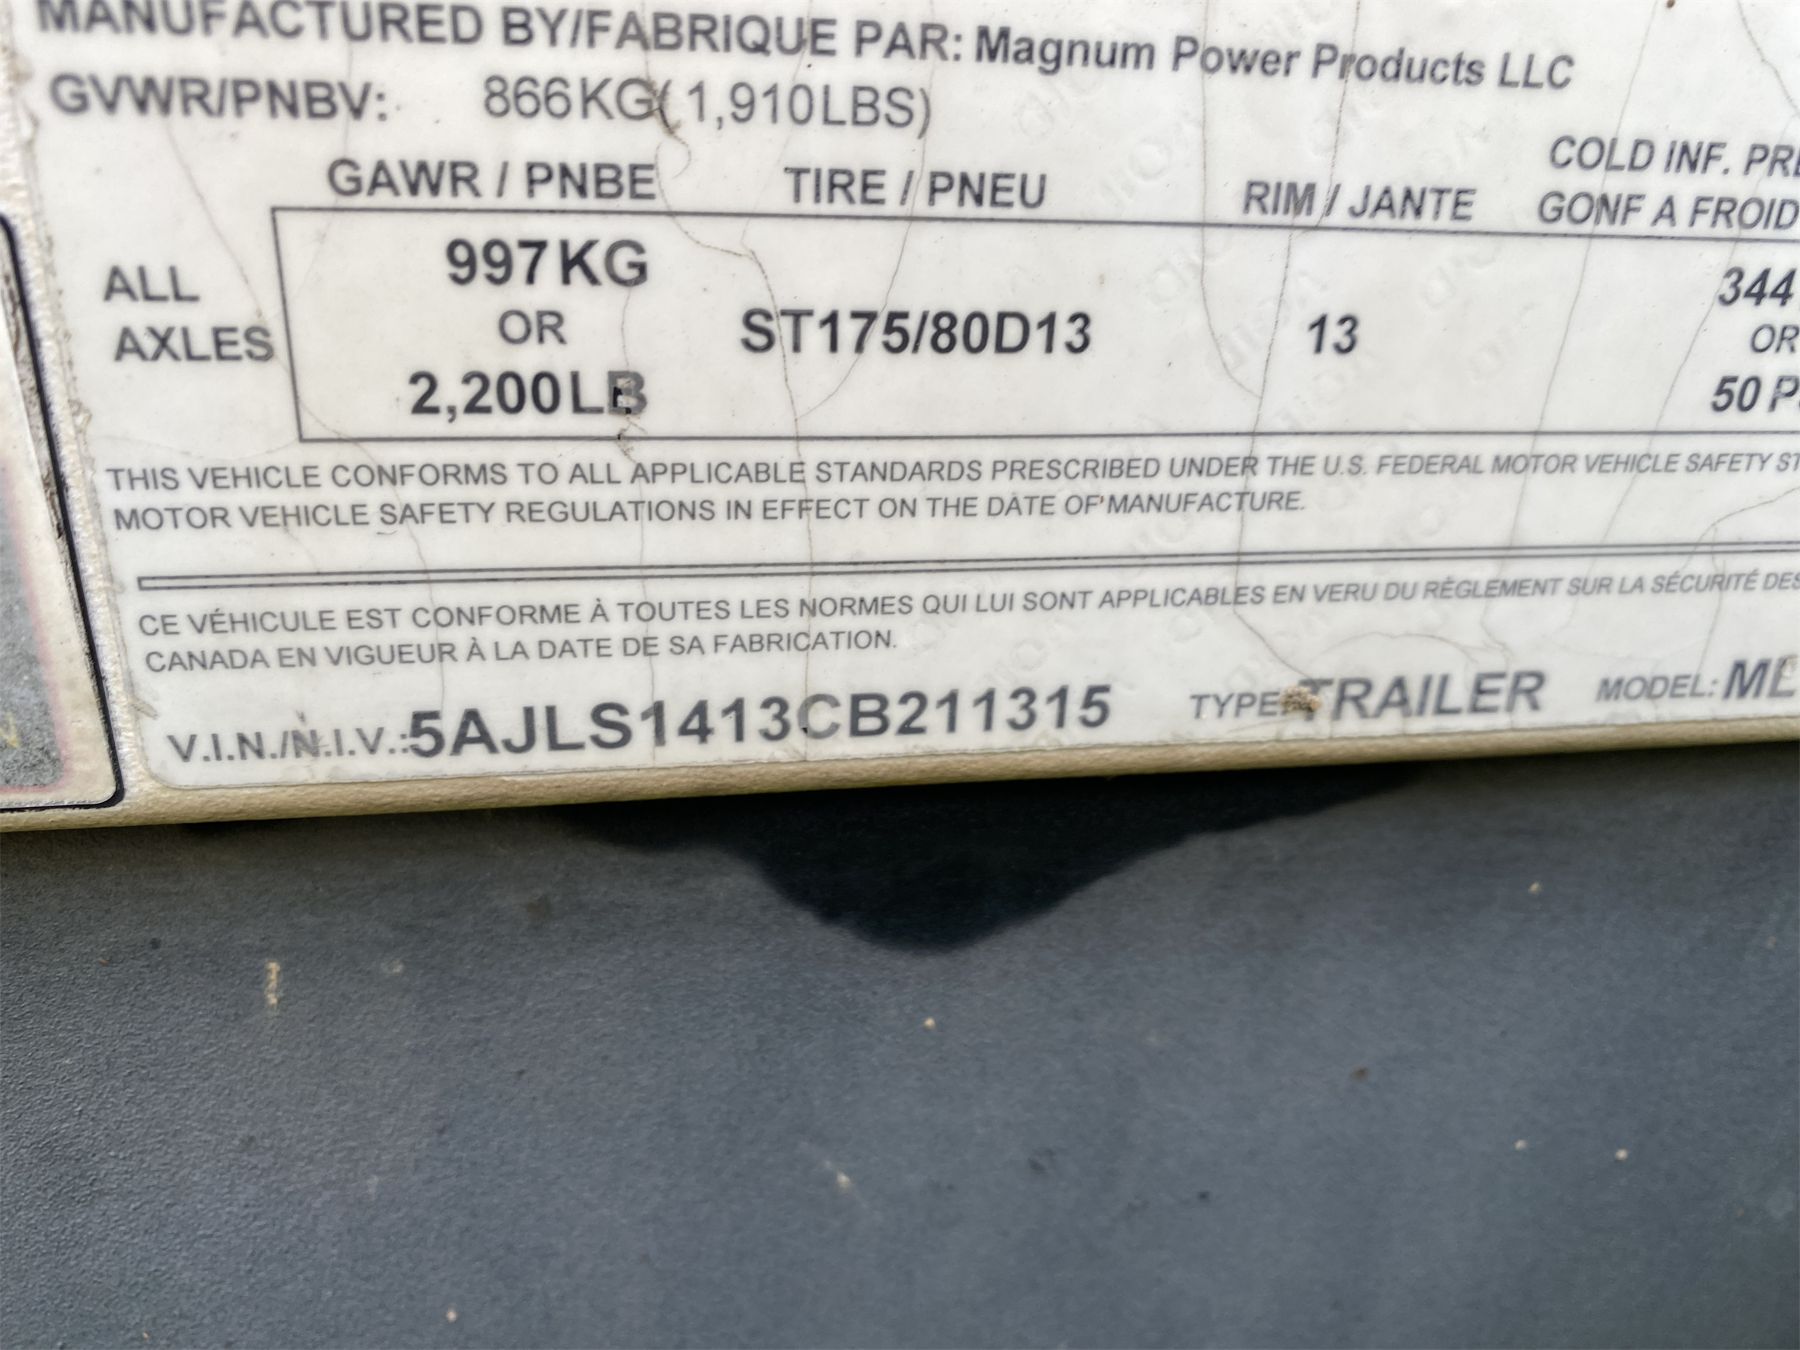 MANUFACTURED BY/FABRIQUE PAR: Magnum Power Products LLC
GVWR/PNBV: 866KG(1,910LBS)
GAWR / PNBE TIRE / PNEU RIM / JANTE COLD INF. PRE
GONF A FROID
ALL AXLES
997KG
OR
2,200LB
ST175/80D13
13
344
OR
50 P
THIS VEHICLE CONFORMS TO ALL APPLICABLE STANDARDS PRESCRIBED UNDER THE U.S. FEDERAL MOTOR VEHICLE SAFETY ST
MOTOR VEHICLE SAFETY REGULATIONS IN EFFECT ON THE DATE OF MANUFACTURE.
CE VÉHICULE EST CONFORME À TOUTES LES NORMES QUI LUI SONT APPLICABLES EN VERU DU RÈGLEMENT SUR LA SÉCURITÉ DES
CANADA EN VIGUEUR À LA DATE DE SA FABRICATION.
V.I.N./N.I.V.:5AJLS1413CB211315 TYPE: TRAILER MODEL: ML